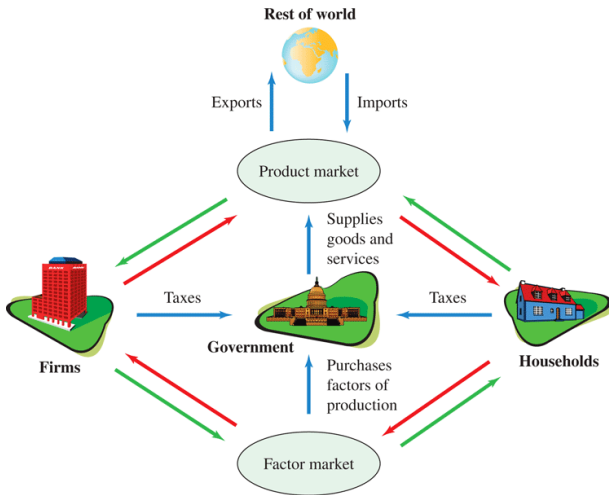 Rest of world
Exports
Imports
Product market
Supplies
goods and
services
Taxes
Taxes
Government
Firms
Households
Purchases
factors of
production
Factor market